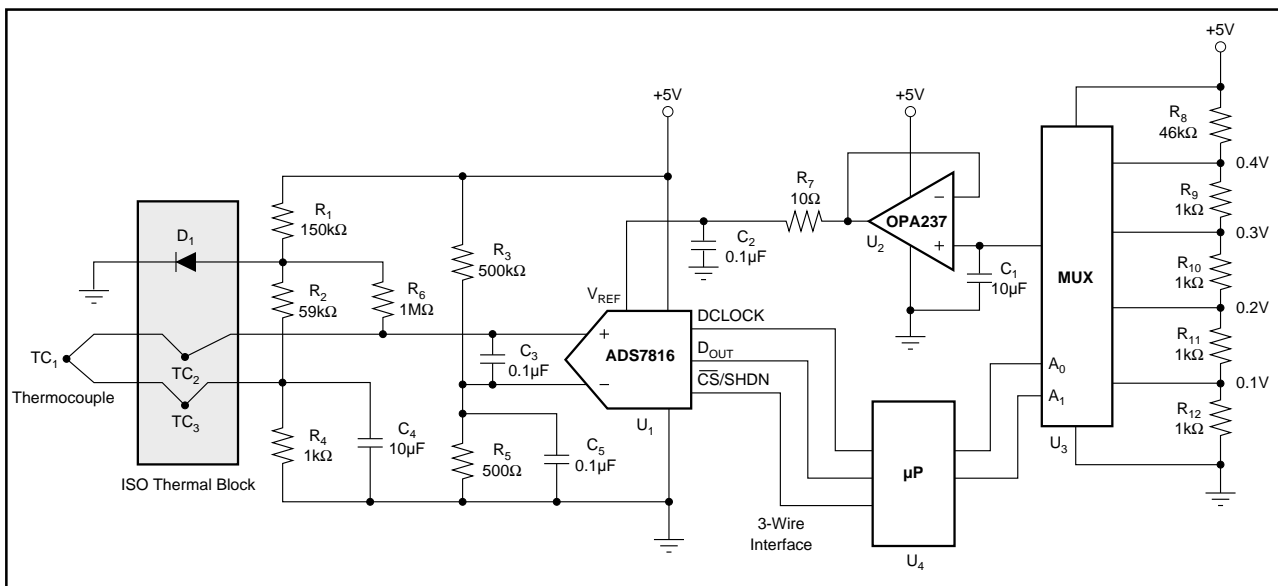 +5V
R8
46kΩ
0.4V
R9
1kΩ
0.3V
R10
1kΩ
0.2V
R11
1kΩ
0.1V
R12
1kΩ
MUX
A0
A1
U3
+5V
OPA237
−
+
U2
C1
10µF
R7
10Ω
C2
0.1µF
+5V
VREF
ADS7816
+
−
U1
DCLOCK
DOUT
CS/SHDN
µP
U4
3-Wire
Interface
R3
500kΩ
R5
500Ω
C5
0.1µF
C3
0.1µF
R1
150kΩ
R2
59kΩ
R6
1MΩ
R4
1kΩ
C4
10µF
D1
TC1
TC2
TC3
Thermocouple
ISO Thermal Block